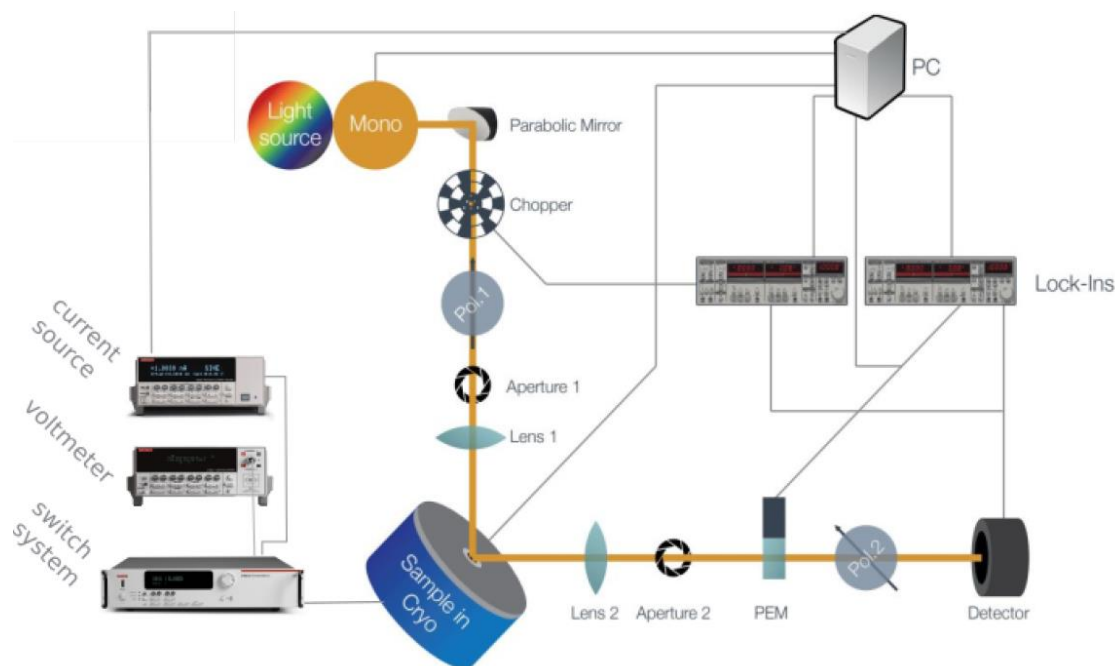 PC
Light
source
Mono
Parabolic Mirror
Chopper
Lock-Ins
Pol.1
current
source
Aperture 1
Lens 1
voltmeter
switch
system
Sample in
Cryo
Pol.2
Lens 2
Aperture 2
PEM
Detector